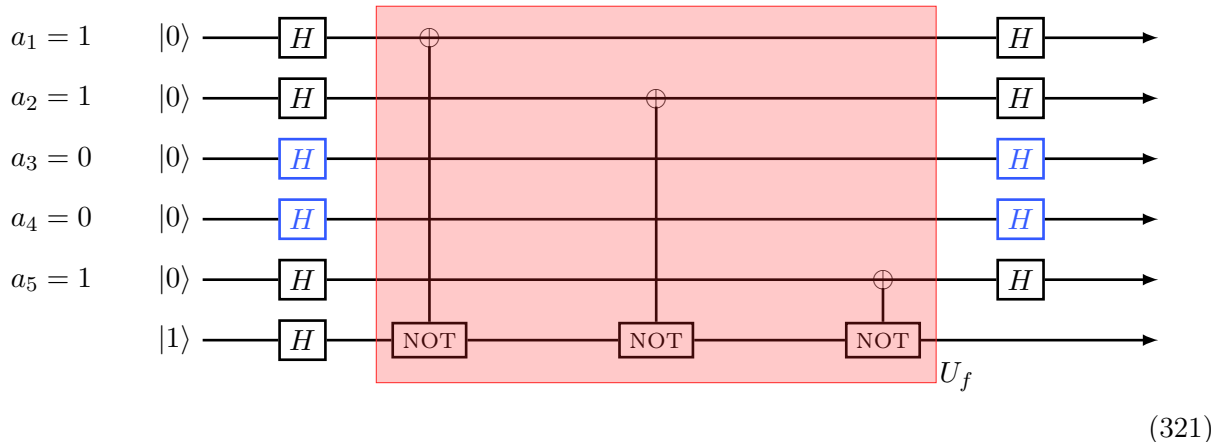 a₁ = 1 |0⟩ H H
a₂ = 1 |0⟩ H H
a₃ = 0 |0⟩ H H
a₄ = 0 |0⟩ H H
a₅ = 1 |0⟩ H H
|1⟩ H NOT NOT NOT
U_f
(321)